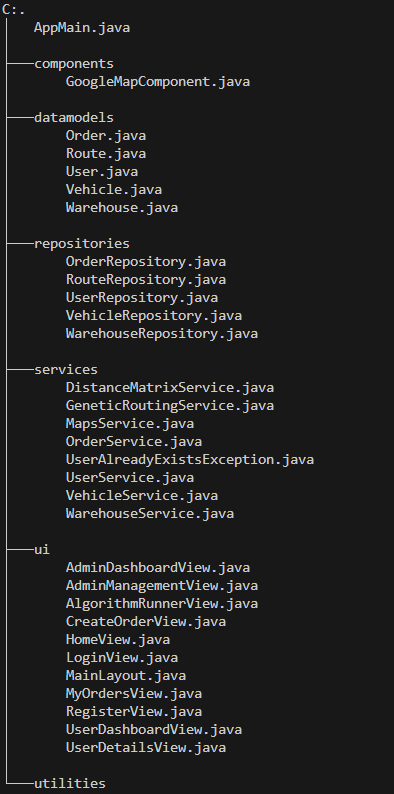 C:.
AppMain.java
components
GoogleMapComponent.java
datamodels
Order.java
Route.java
User.java
Vehicle.java
Warehouse.java
repositories
OrderRepository.java
RouteRepository.java
UserRepository.java
VehicleRepository.java
WarehouseRepository.java
services
DistanceMatrixService.java
GeneticRoutingService.java
MapsService.java
OrderService.java
UserAlreadyExistsException.java
UserService.java
VehicleService.java
WarehouseService.java
ui
AdminDashboardView.java
AdminManagementView.java
AlgorithmRunnerView.java
CreateOrderView.java
HomeView.java
LoginView.java
MainLayout.java
MyOrdersView.java
RegisterView.java
UserDashboardView.java
UserDetailsView.java
utilities